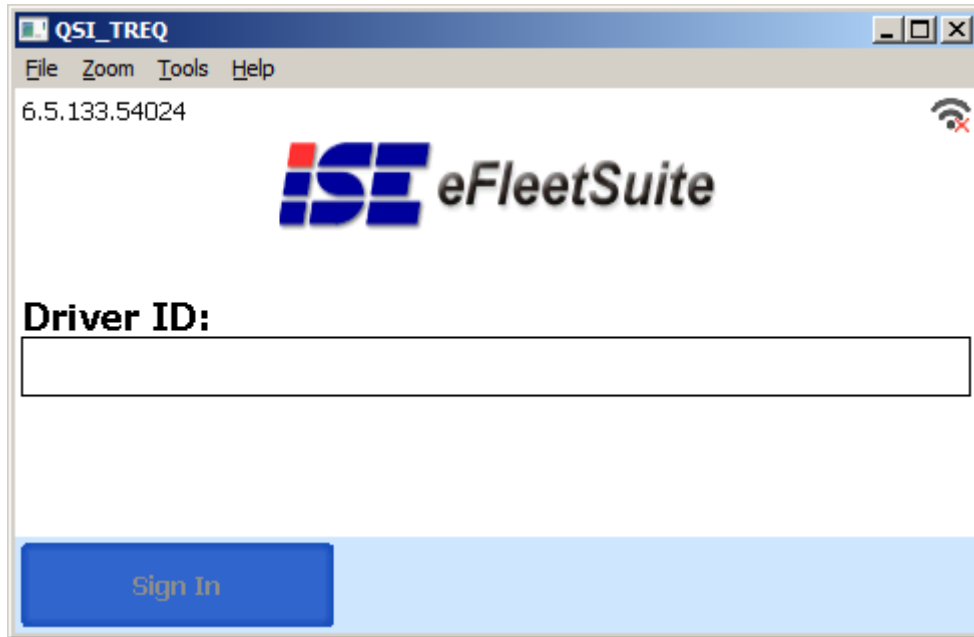 QSI_TREQ
File Zoom Tools Help
6.5.133.54024
ISE eFleetSuite
Driver ID:
Sign In